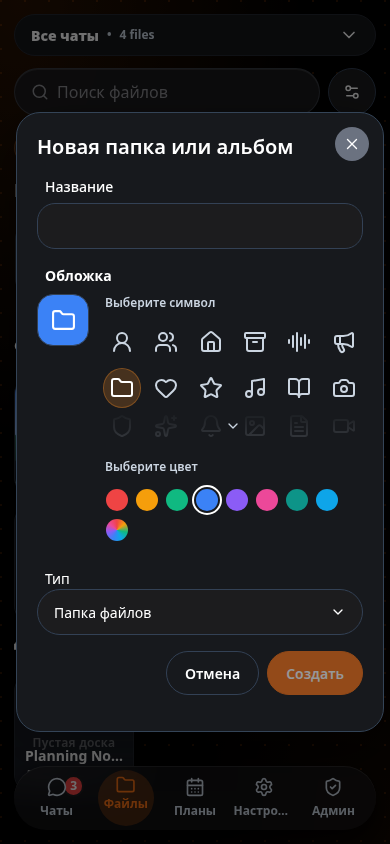 Все чаты • 4 files
Поиск файлов
Новая папка или альбом
Название
Обложка
Выберите символ
Выберите цвет
Тип
Папка файлов
Отмена
Создать
Пустая доска
Planning No...
3
Чаты
Файлы
Планы
Настро...
Админ